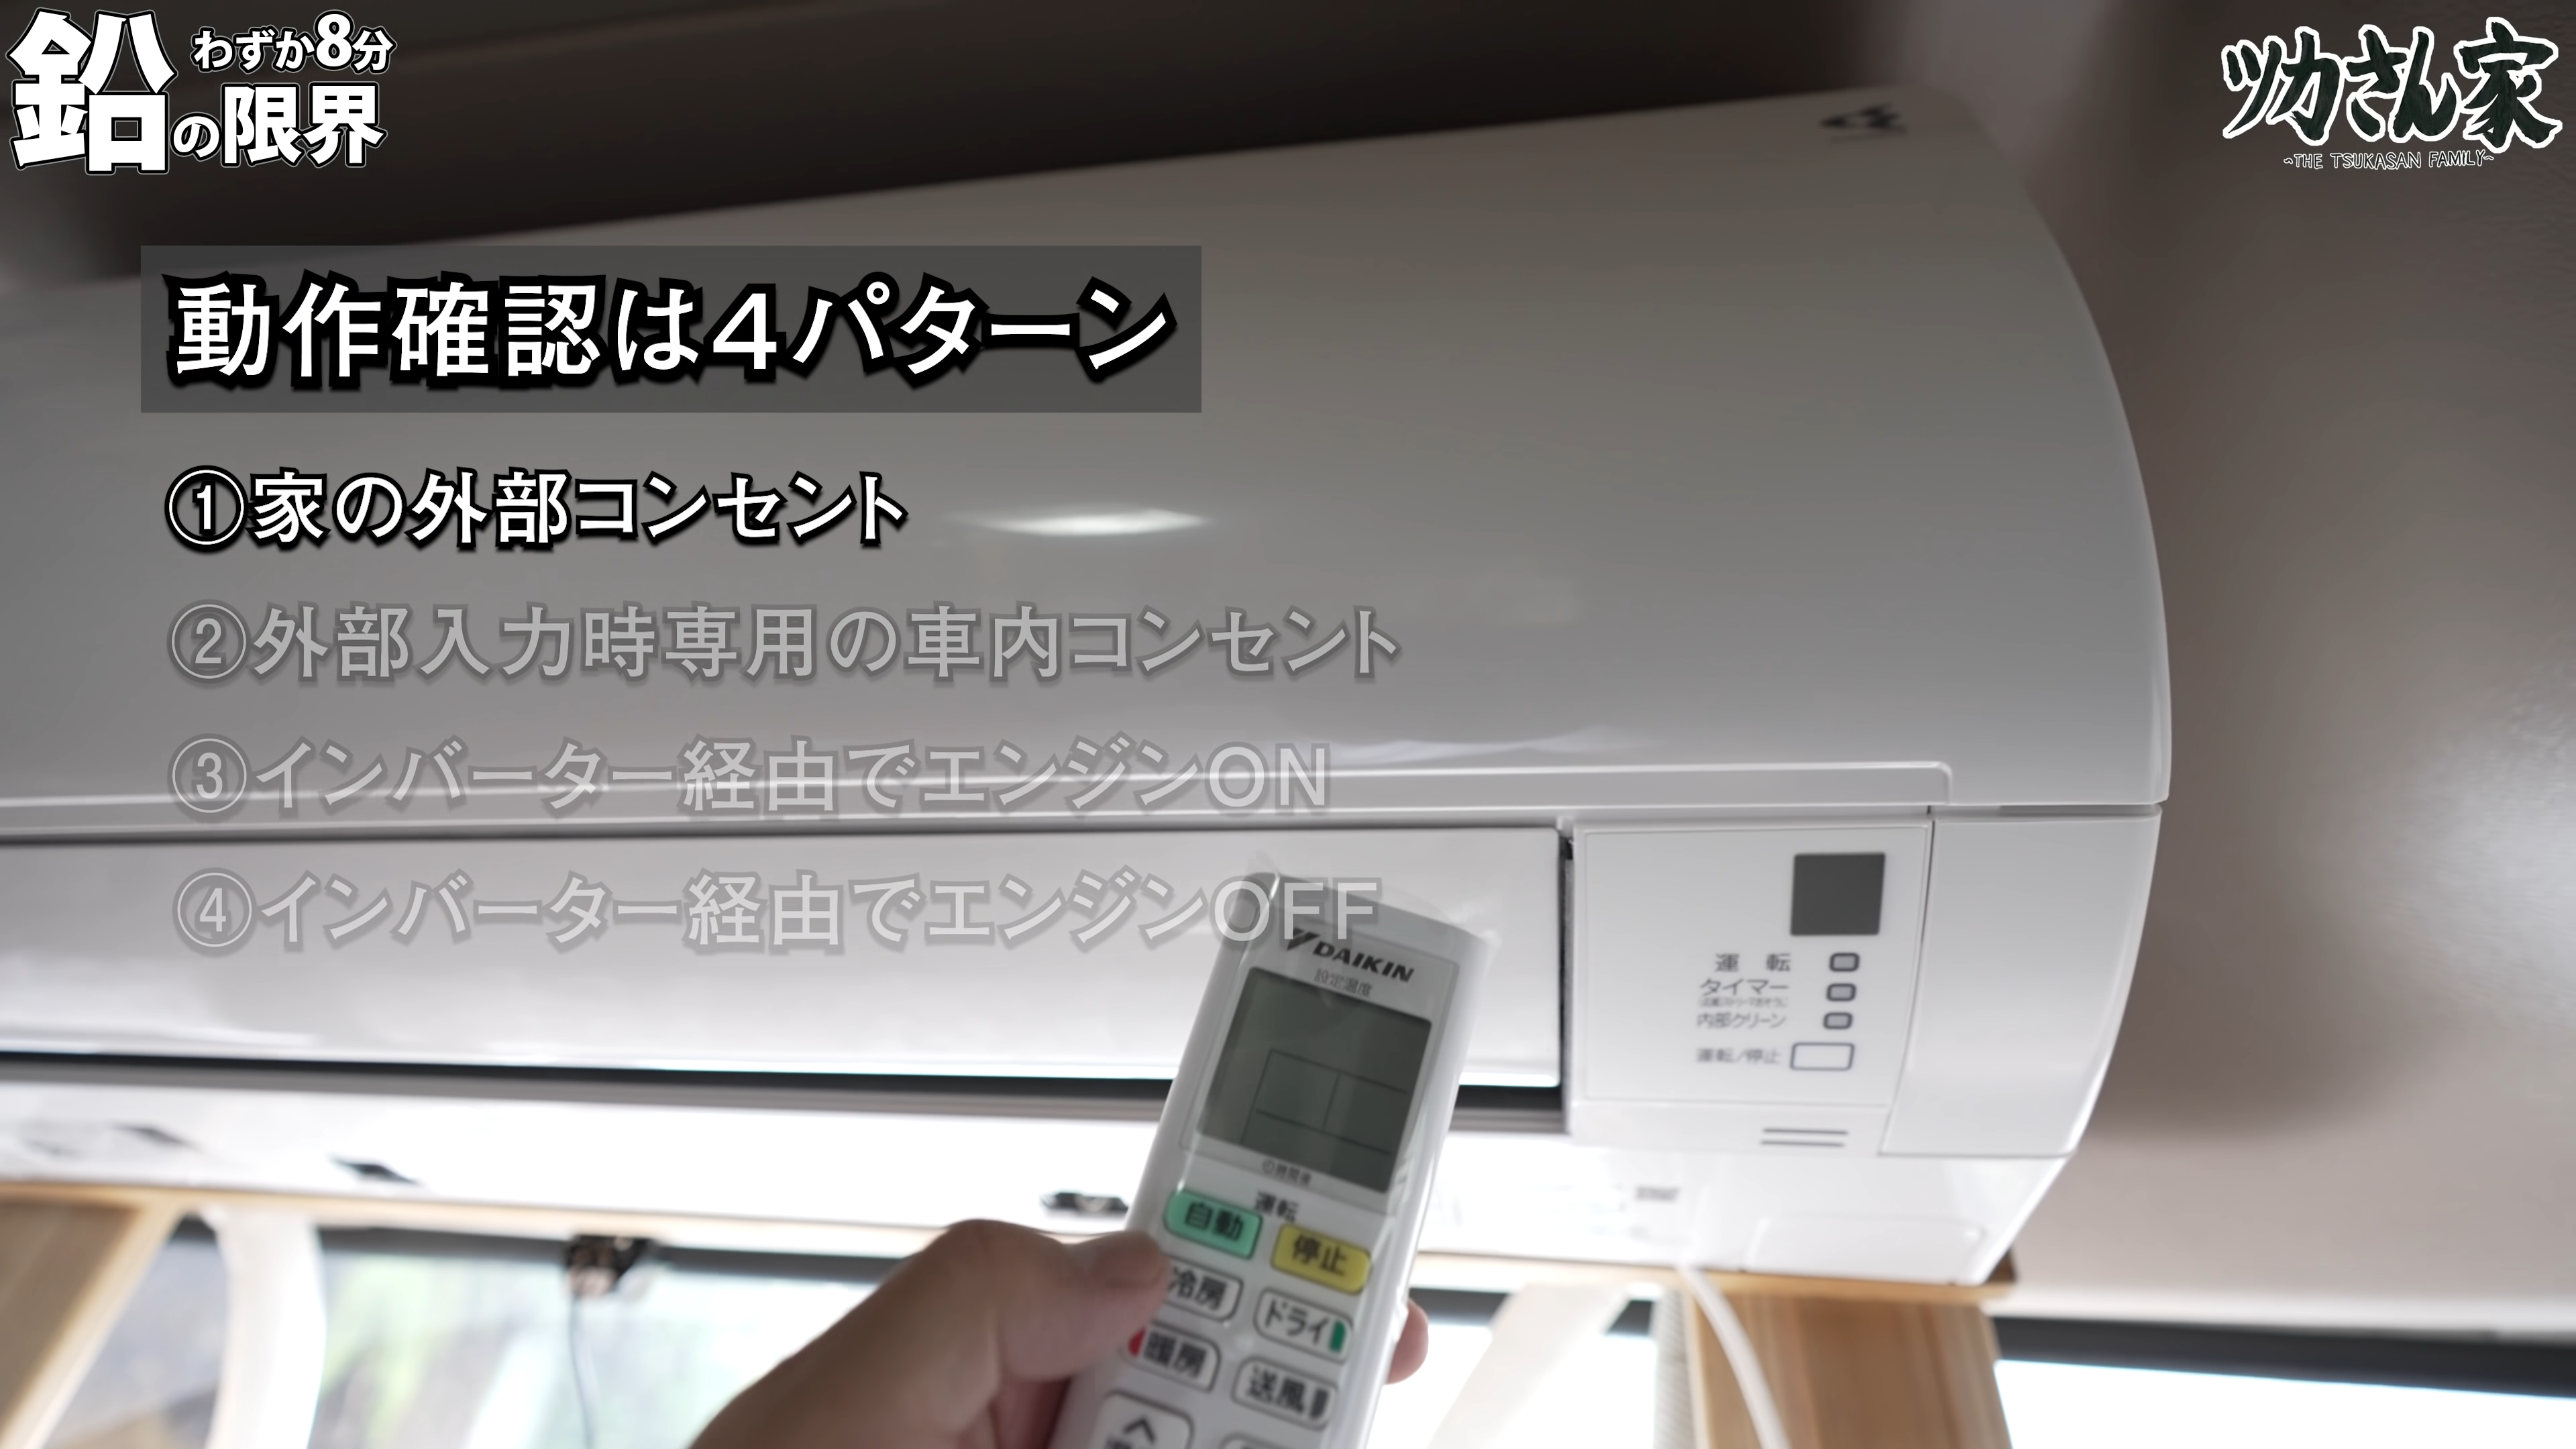 わずか8分
鉛の限界
ツカさん家
~THE TSUKASAN FAMILY~
動作確認は4パターン
①家の外部コンセント
②外部入力時専用の車内コンセント
③インバーター経由でエンジンON
④インバーター経由でエンジンOFF
DAIKIN
設定温度
運転
タイマー
内部クリーン
運転/停止
運転
自動
停止
冷房
ドライ
暖房
送風